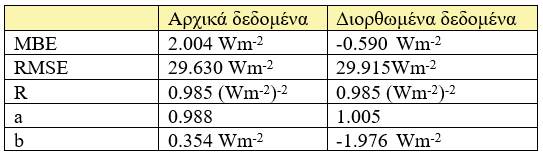 Αρχικά δεδομένα Διορθωμένα δεδομένα
MBE 2.004 Wm-2 -0.590 Wm-2
RMSE 29.630 Wm-2 29.915Wm-2
R 0.985 (Wm-2)-2 0.985 (Wm-2)-2
a 0.988 1.005
b 0.354 Wm-2 -1.976 Wm-2